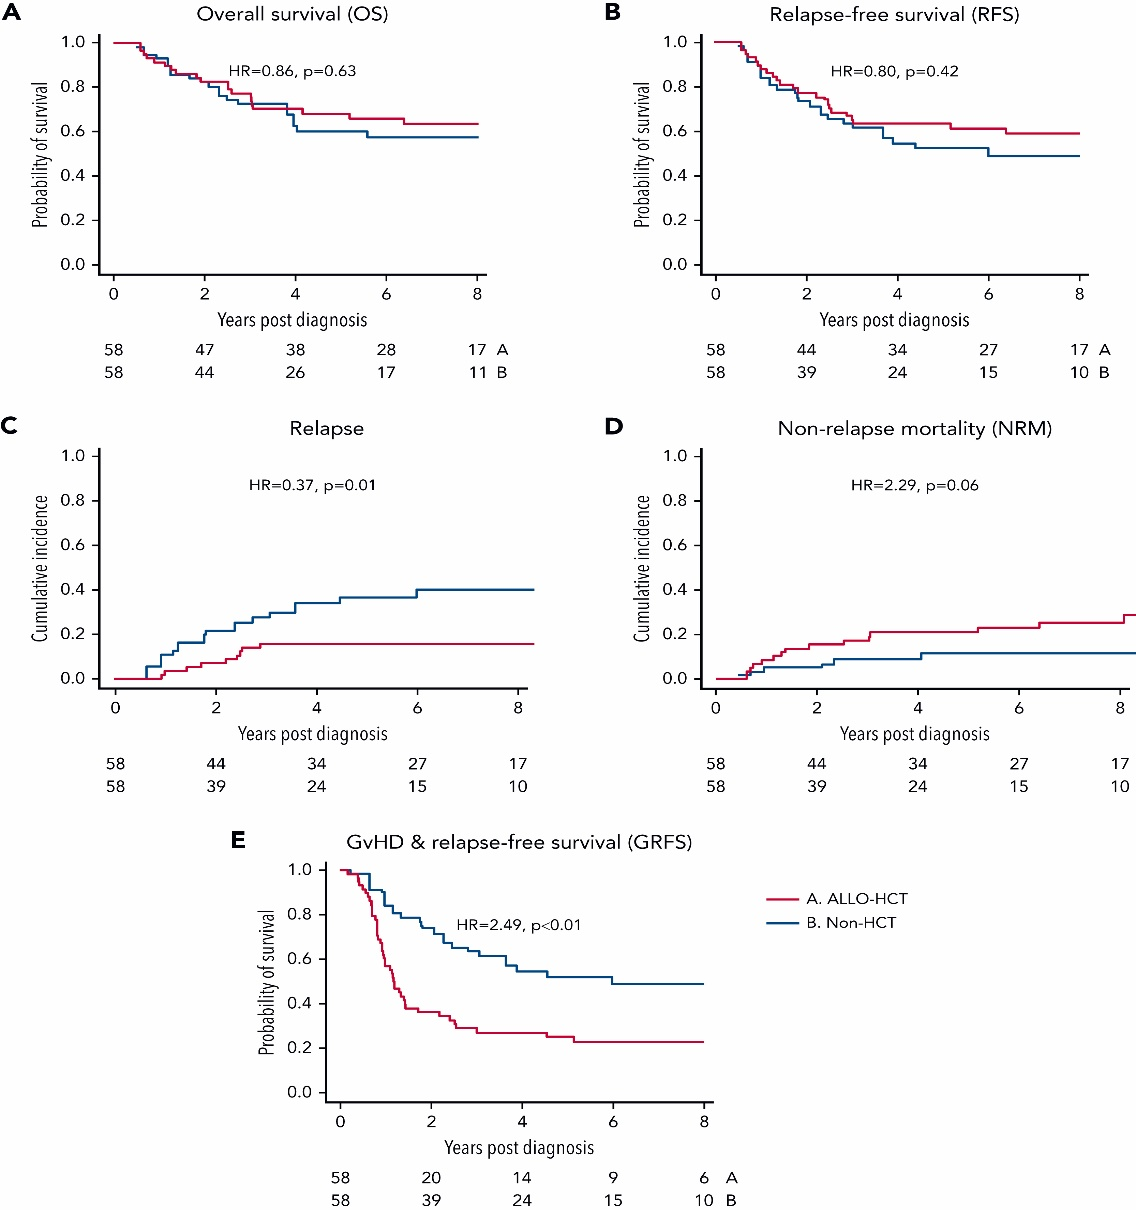 A Overall survival (OS)
Probability of survival
1.0
0.8
0.6
0.4
0.2
0.0
HR=0.86, p=0.63
0 2 4 6 8
Years post diagnosis
58 47 38 28 17 A
58 44 26 17 11 B
B Relapse-free survival (RFS)
Probability of survival
1.0
0.8
0.6
0.4
0.2
0.0
HR=0.80, p=0.42
0 2 4 6 8
Years post diagnosis
58 44 34 27 17 A
58 39 24 15 10 B
C Relapse
Cumulative incidence
1.0
0.8
0.6
0.4
0.2
0.0
HR=0.37, p=0.01
0 2 4 6 8
Years post diagnosis
58 44 34 27 17
58 39 24 15 10
D Non-relapse mortality (NRM)
Cumulative incidence
1.0
0.8
0.6
0.4
0.2
0.0
HR=2.29, p=0.06
0 2 4 6 8
Years post diagnosis
58 44 34 27 17
58 39 24 15 10
E GvHD & relapse-free survival (GRFS)
Probability of survival
1.0
0.8
0.6
0.4
0.2
0.0
HR=2.49, p<0.01
0 2 4 6 8
Years post diagnosis
58 20 14 9 6 A
58 39 24 15 10 B
A. ALLO-HCT
B. Non-HCT